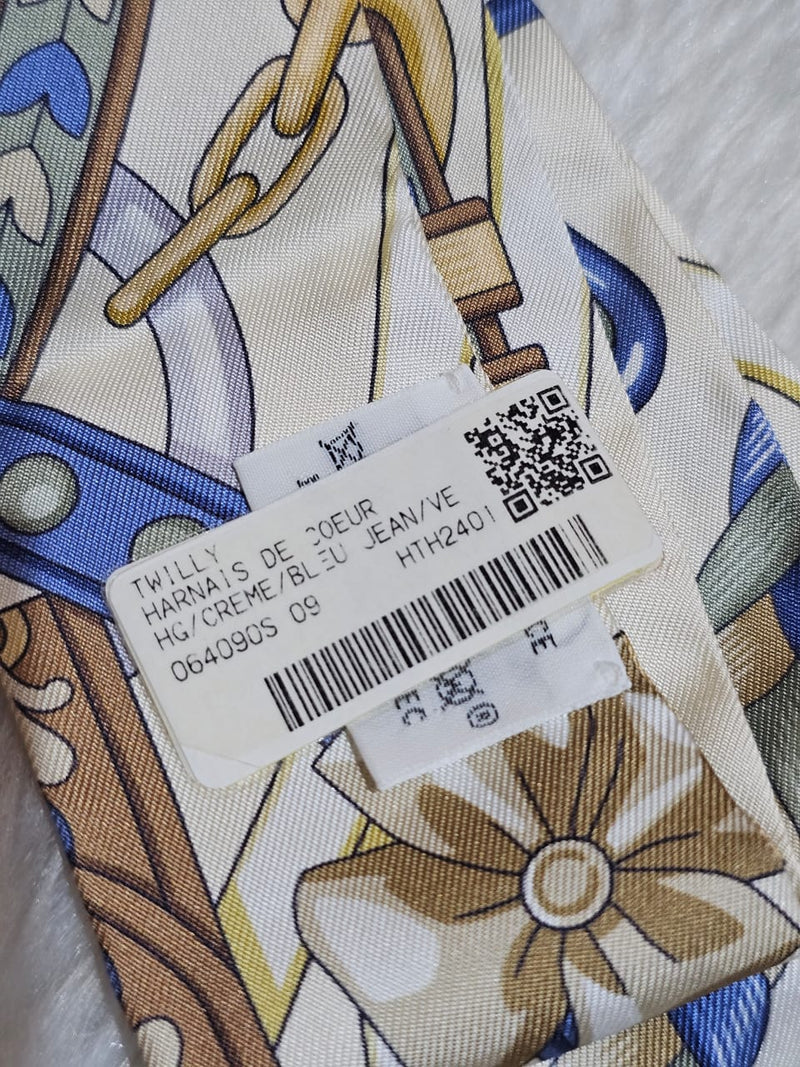 TWILLY
HARNAIS DE COEUR
HG/CREME/BLEU JEAN/VE
064090S 09 HTH2401